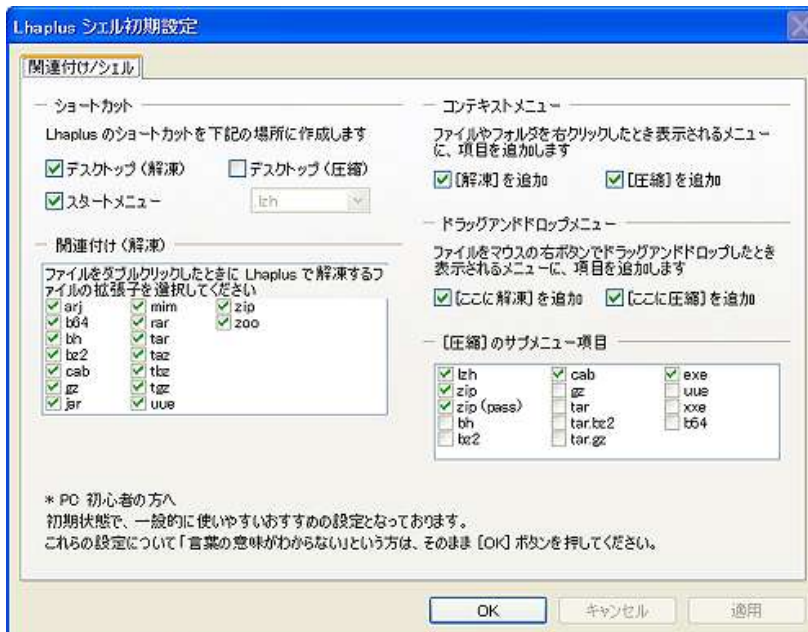 Lhaplus シェル初期設定
関連付け/シェル
ショートカット
Lhaplus のショートカットを下記の場所に作成します
デスクトップ (解凍)
デスクトップ (圧縮)
スタートメニュー
.lzh
関連付け (解凍)
ファイルをダブルクリックしたときに Lhaplus で解凍するフ
ァイルの拡張子を選択してください
arj
b64
bh
bz2
cab
gz
jar
mim
rar
tar
taz
tbz
tgz
uue
zip
zoo
コンテキストメニュー
ファイルやフォルダを右クリックしたとき表示されるメニュー
に、項目を追加します
[解凍] を追加
[圧縮] を追加
ドラッグアンドドロップメニュー
ファイルをマウスの右ボタンでドラッグアンドドロップしたとき
表示されるメニューに、項目を追加します
[ここに解凍] を追加
[ここに圧縮] を追加
[圧縮] のサブメニュー項目
lzh
zip
zip (pass)
bh
bz2
cab
gz
tar
tar.bz2
tar.gz
exe
uue
xxe
b64
* PC 初心者の方へ
初期状態で、一般的に使いやすいおすすめの設定となっております。
これらの設定について「言葉の意味がわからない」という方は、そのまま [OK] ボタンを押してください。
OK
キャンセル
適用